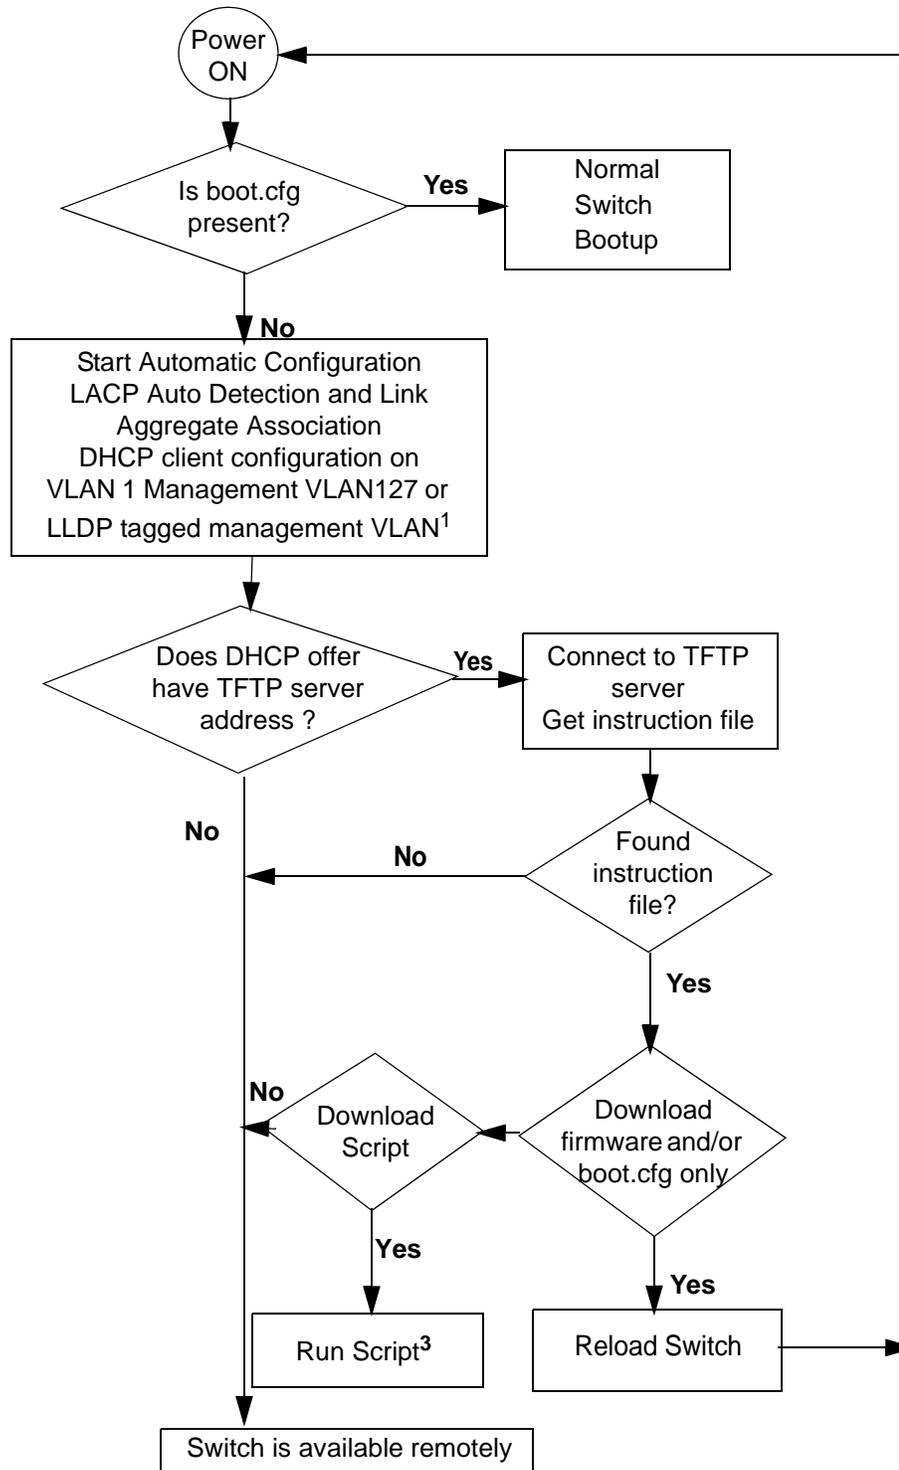 Power
ON
Is boot.cfg
present?
Yes
Normal
Switch
Bootup
No
Start Automatic Configuration
LACP Auto Detection and Link
Aggregate Association
DHCP client configuration on
VLAN 1 Management VLAN127 or
LLDP tagged management VLAN1
Does DHCP offer
have TFTP server
address ?
Yes
Connect to TFTP
server
Get instruction file
No
No
Found
instruction
file?
Yes
No
Download
Script
Download
firmware and/or
boot.cfg only
Yes
Yes
Run Script3
Reload Switch
Switch is available remotely